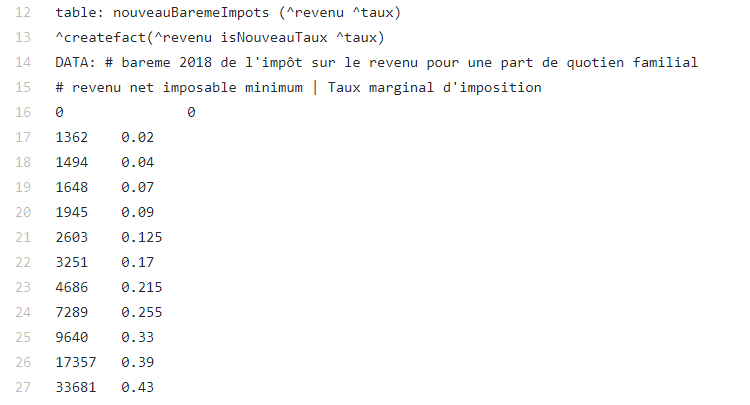 12 table: nouveauBaremeImpots (^revenu ^taux)
13 ^createfact(^revenu isNouveauTaux ^taux)
14 DATA: # bareme 2018 de l'impôt sur le revenu pour une part de quotien familial
15 # revenu net imposable minimum | Taux marginal d'imposition
16 0 0
17 1362 0.02
18 1494 0.04
19 1648 0.07
20 1945 0.09
21 2603 0.125
22 3251 0.17
23 4686 0.215
24 7289 0.255
25 9640 0.33
26 17357 0.39
27 33681 0.43